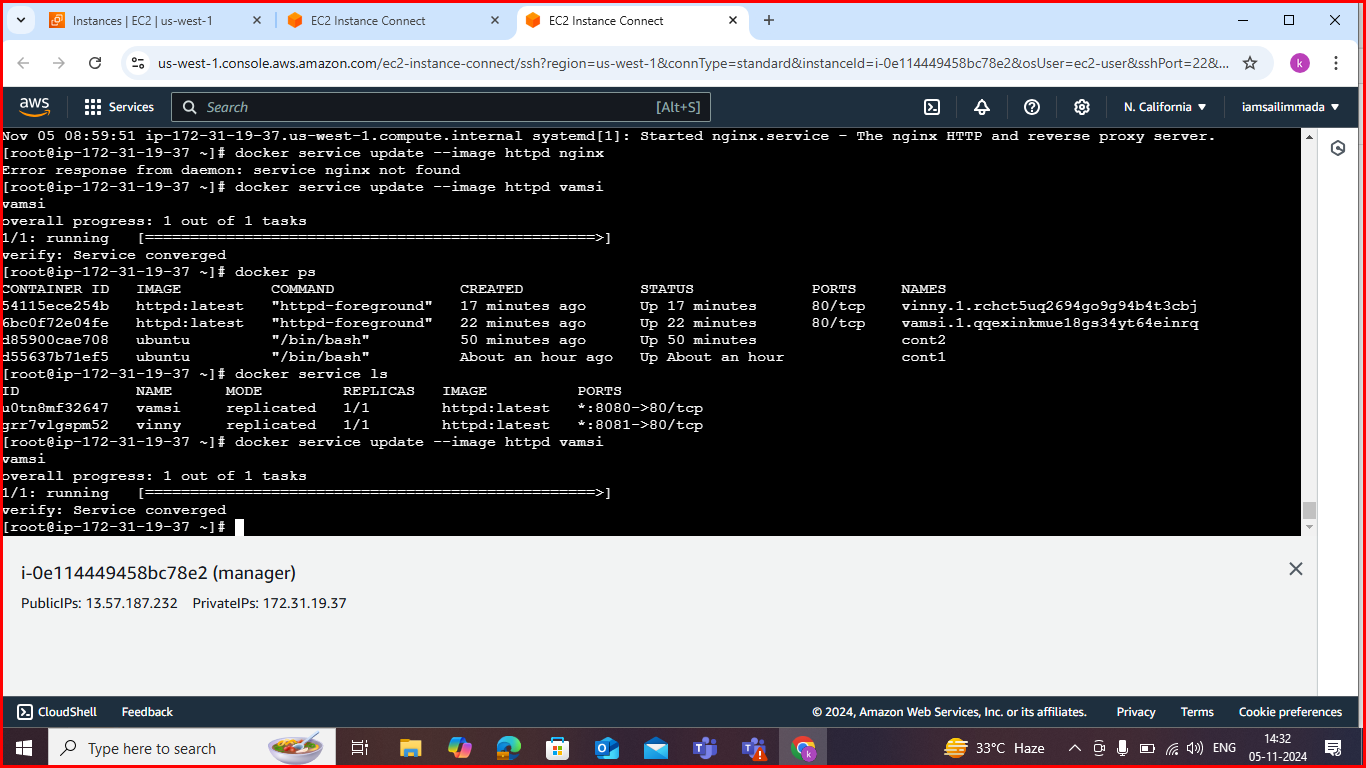 Instances | EC2 | us-west-1
EC2 Instance Connect
EC2 Instance Connect
us-west-1.console.aws.amazon.com/ec2-instance-connect/ssh?region=us-west-1&connType=standard&instanceId=i-0e114449458bc78e2&osUser=ec2-user&sshPort=22&...
k
aws
Services
Search
[Alt+S]
N. California
iamsailimmada
Nov 05 08:59:51 ip-172-31-19-37.us-west-1.compute.internal systemd[1]: Started nginx.service - The nginx HTTP and reverse proxy server.
[root@ip-172-31-19-37 ~]# docker service update --image httpd nginx
Error response from daemon: service nginx not found
[root@ip-172-31-19-37 ~]# docker service update --image httpd vamsi
vamsi
overall progress: 1 out of 1 tasks
1/1: running   [==================================================>]
verify: Service converged
[root@ip-172-31-19-37 ~]# docker ps
CONTAINER ID   IMAGE          COMMAND              CREATED             STATUS             PORTS     NAMES
54115ece254b   httpd:latest   "httpd-foreground"   17 minutes ago      Up 17 minutes      80/tcp    vinny.1.rchct5uq2694go9g94b4t3cbj
6bc0f72e04fe   httpd:latest   "httpd-foreground"   22 minutes ago      Up 22 minutes      80/tcp    vamsi.1.qqexinkmue18gs34yt64einrq
d85900cae708   ubuntu         "/bin/bash"          50 minutes ago      Up 50 minutes                cont2
d55637b71ef5   ubuntu         "/bin/bash"          About an hour ago   Up About an hour             cont1
[root@ip-172-31-19-37 ~]# docker service ls
ID             NAME      MODE         REPLICAS   IMAGE          PORTS
u0tn8mf32647   vamsi     replicated   1/1        httpd:latest   *:8080->80/tcp
grr7vlgspm52   vinny     replicated   1/1        httpd:latest   *:8081->80/tcp
[root@ip-172-31-19-37 ~]# docker service update --image httpd vamsi
vamsi
overall progress: 1 out of 1 tasks
1/1: running   [==================================================>]
verify: Service converged
[root@ip-172-31-19-37 ~]#
i-0e114449458bc78e2 (manager)
PublicIPs: 13.57.187.232    PrivateIPs: 172.31.19.37
CloudShell
Feedback
© 2024, Amazon Web Services, Inc. or its affiliates.
Privacy
Terms
Cookie preferences
Type here to search
33°C Haze
ENG
14:32
05-11-2024